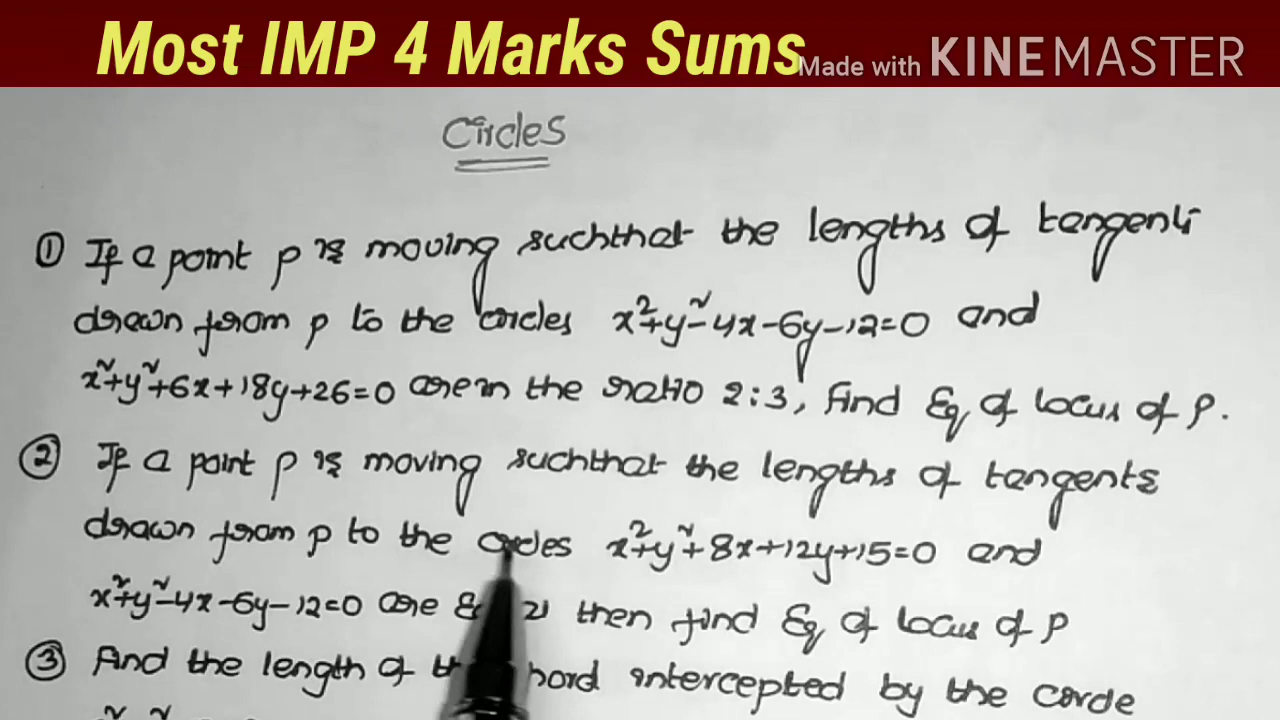 Most IMP 4 Marks Sums Made with KINEMASTER
Circles
① If a point P is moving suchthat the lengths of tangents
drawn from P to the circles x²+y²-4x-6y-12=0 and
x²+y²+6x+18y+26=0 are in the ratio 2:3, find Eq of locus of P.
② If a point P is moving suchthat the lengths of tangents
drawn from P to the circles x²+y²+8x+12y+15=0 and
x²+y²-4x-6y-12=0 are then find Eq of locus of P
③ Find the length of the chord intercepted by the